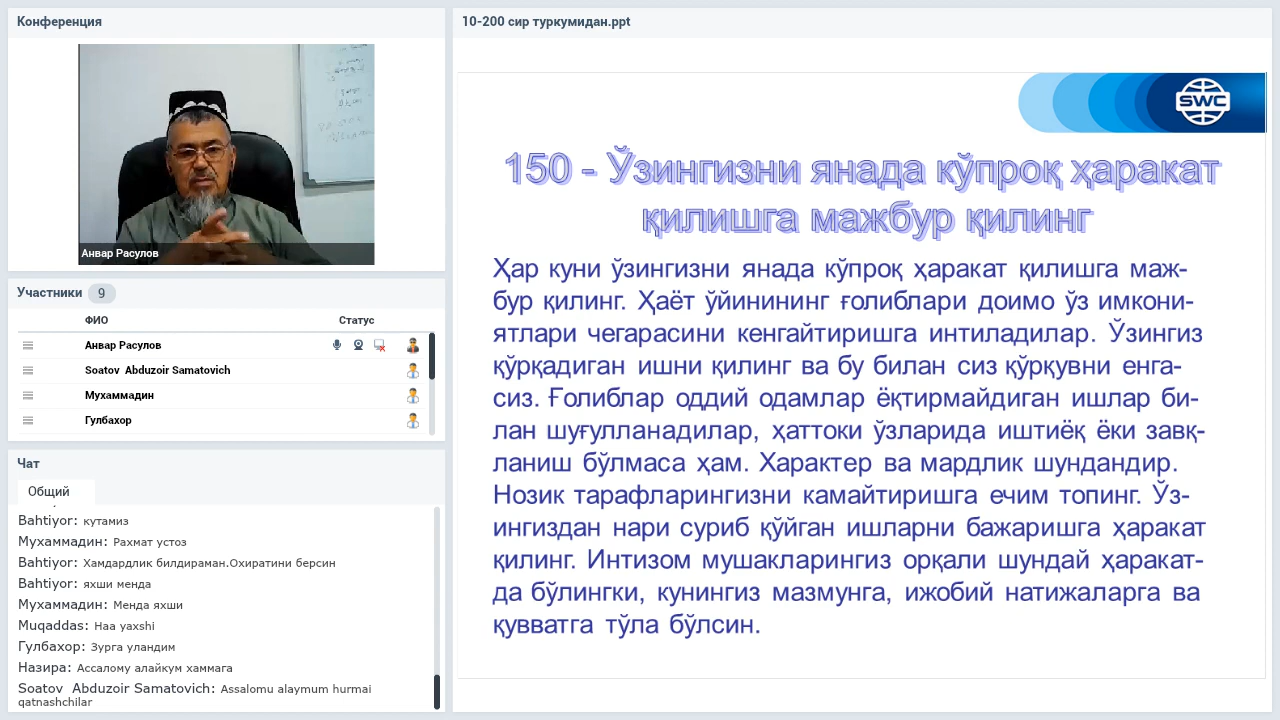 Конференция
Анвар Расулов
Участники 9
ФИО Статус
Анвар Расулов
Soatov Abduzoir Samatovich
Мухаммадин
Гулбахор
Чат
Общий
Bahtiyor: кутамиз
Мухаммадин: Рахмат устоз
Bahtiyor: Хамдардлик билдираман.Охиратини берсин
Bahtiyor: яхши менда
Мухаммадин: Менда яхши
Muqaddas: Haa yaxshi
Гулбахор: Зурга уландим
Назира: Ассалому алайкум хаммага
Soatov Abduzoir Samatovich: Assalomu alaymum hurmai
qatnashchilar
10-200 сир туркумидан.ppt
SWC
150 - Ўзингизни янада кўпроқ ҳаракат
қилишга мажбур қилинг
Ҳар куни ўзингизни янада кўпроқ ҳаракат қилишга маж-
бур қилинг. Ҳаёт ўйинининг ғолиблари доимо ўз имкони-
ятлари чегарасини кенгайтиришга интиладилар. Ўзингиз
қўрқадиган ишни қилинг ва бу билан сиз қўрқувни енга-
сиз. Ғолиблар оддий одамлар ёқтирмайдиган ишлар би-
лан шуғулланадилар, ҳаттоки ўзларида иштиёқ ёки завқ-
ланиш бўлмаса ҳам. Характер ва мардлик шундандир.
Нозик тарафларингизни камайтиришга ечим топинг. Ўз-
ингиздан нари суриб қўйган ишларни бажаришга ҳаракат
қилинг. Интизом мушакларингиз орқали шундай ҳаракат-
да бўлингки, кунингиз мазмунга, ижобий натижаларга ва
қувватга тўла бўлсин.